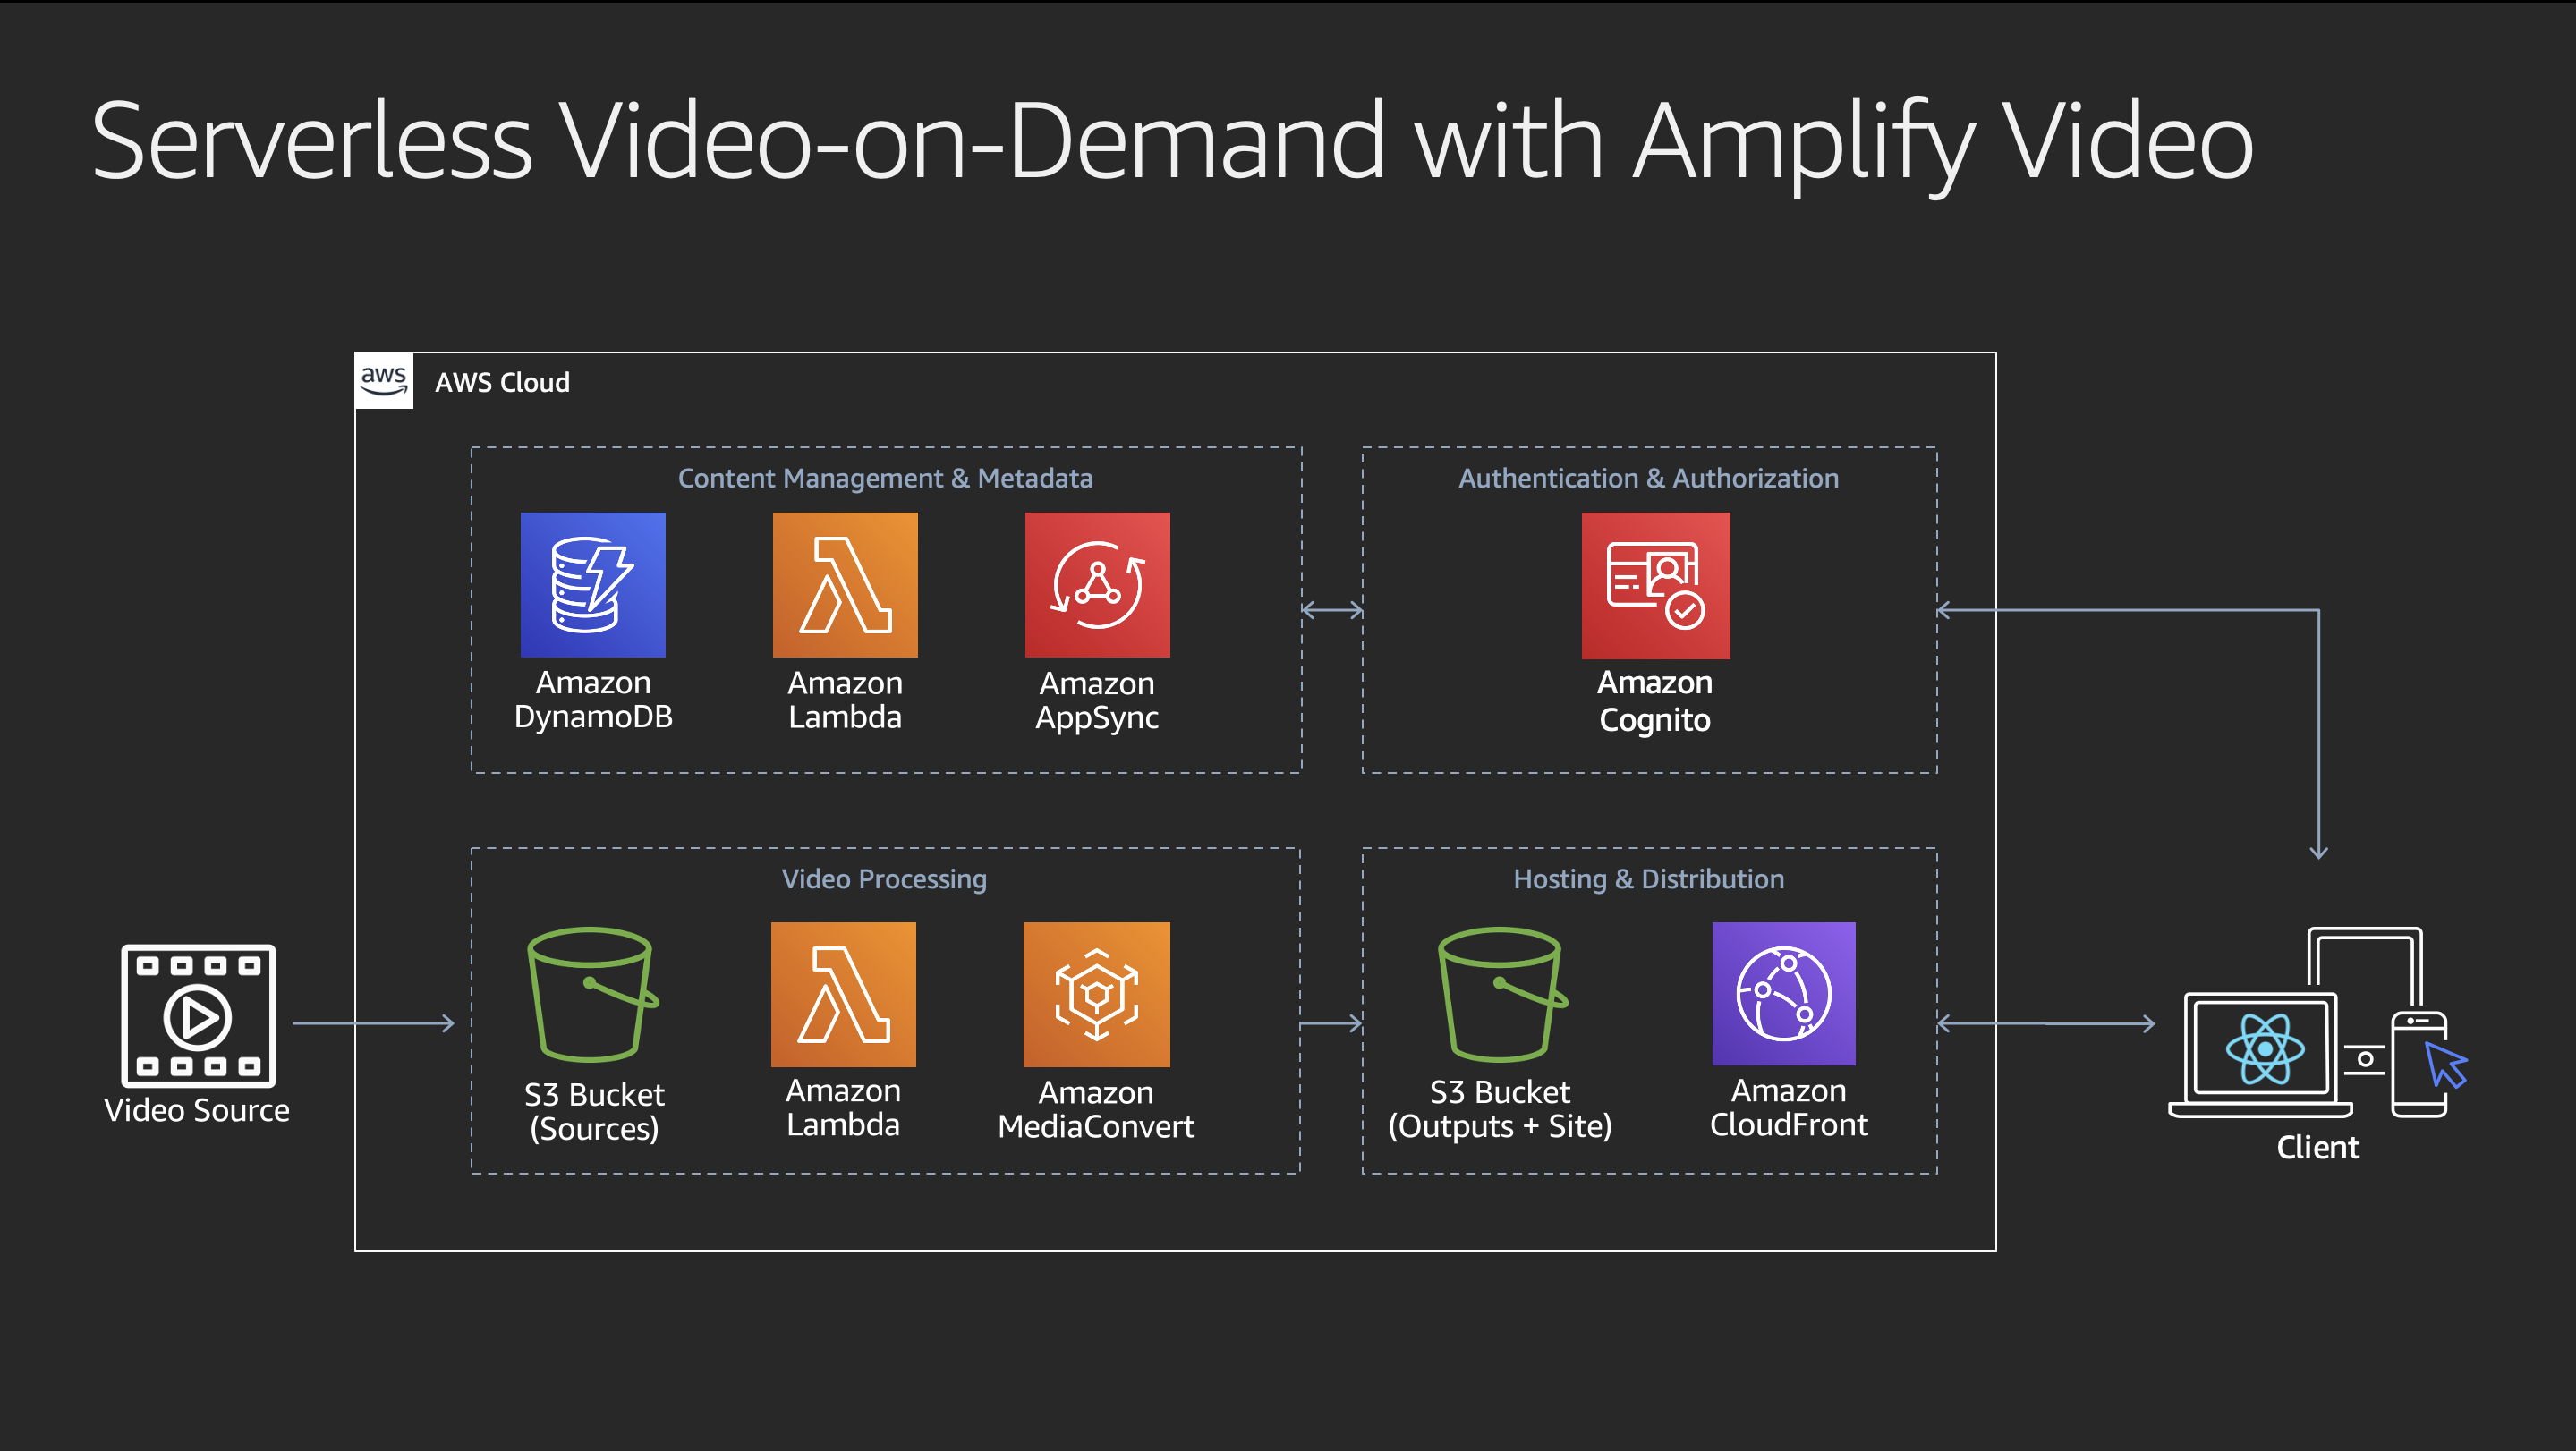 Serverless Video-on-Demand with Amplify Video
aws
AWS Cloud
Content Management & Metadata
Amazon
DynamoDB
Amazon
Lambda
Amazon
AppSync
Authentication & Authorization
Amazon
Cognito
Video Source
Video Processing
S3 Bucket
(Sources)
Amazon
Lambda
Amazon
MediaConvert
Hosting & Distribution
S3 Bucket
(Outputs + Site)
Amazon
CloudFront
Client